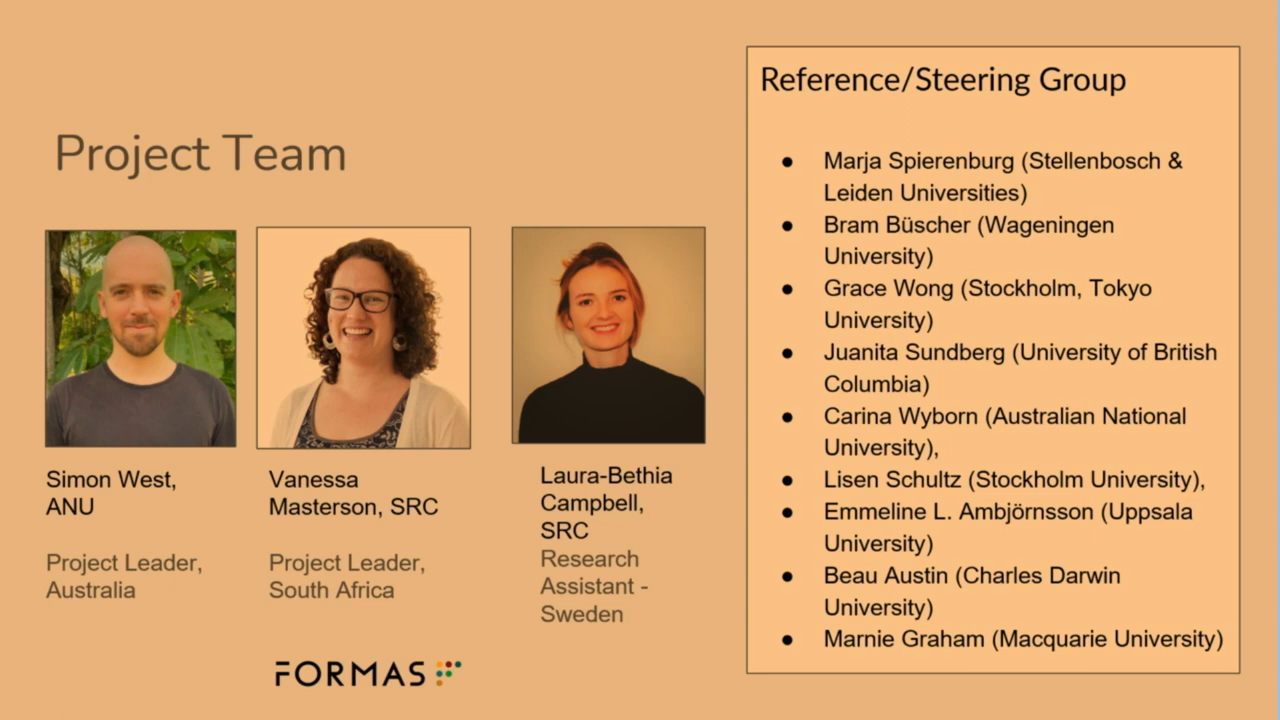 Project Team
Simon West,
ANU
Project Leader,
Australia
Vanessa
Masterson, SRC
Project Leader,
South Africa
Laura-Bethia
Campbell,
SRC
Research
Assistant -
Sweden
FORMAS
Reference/Steering Group
● Marja Spierenburg (Stellenbosch &
Leiden Universities)
● Bram Büscher (Wageningen
University)
● Grace Wong (Stockholm, Tokyo
University)
● Juanita Sundberg (University of British
Columbia)
● Carina Wyborn (Australian National
University),
● Lisen Schultz (Stockholm University),
● Emmeline L. Ambjörnsson (Uppsala
University)
● Beau Austin (Charles Darwin
University)
● Marnie Graham (Macquarie University)